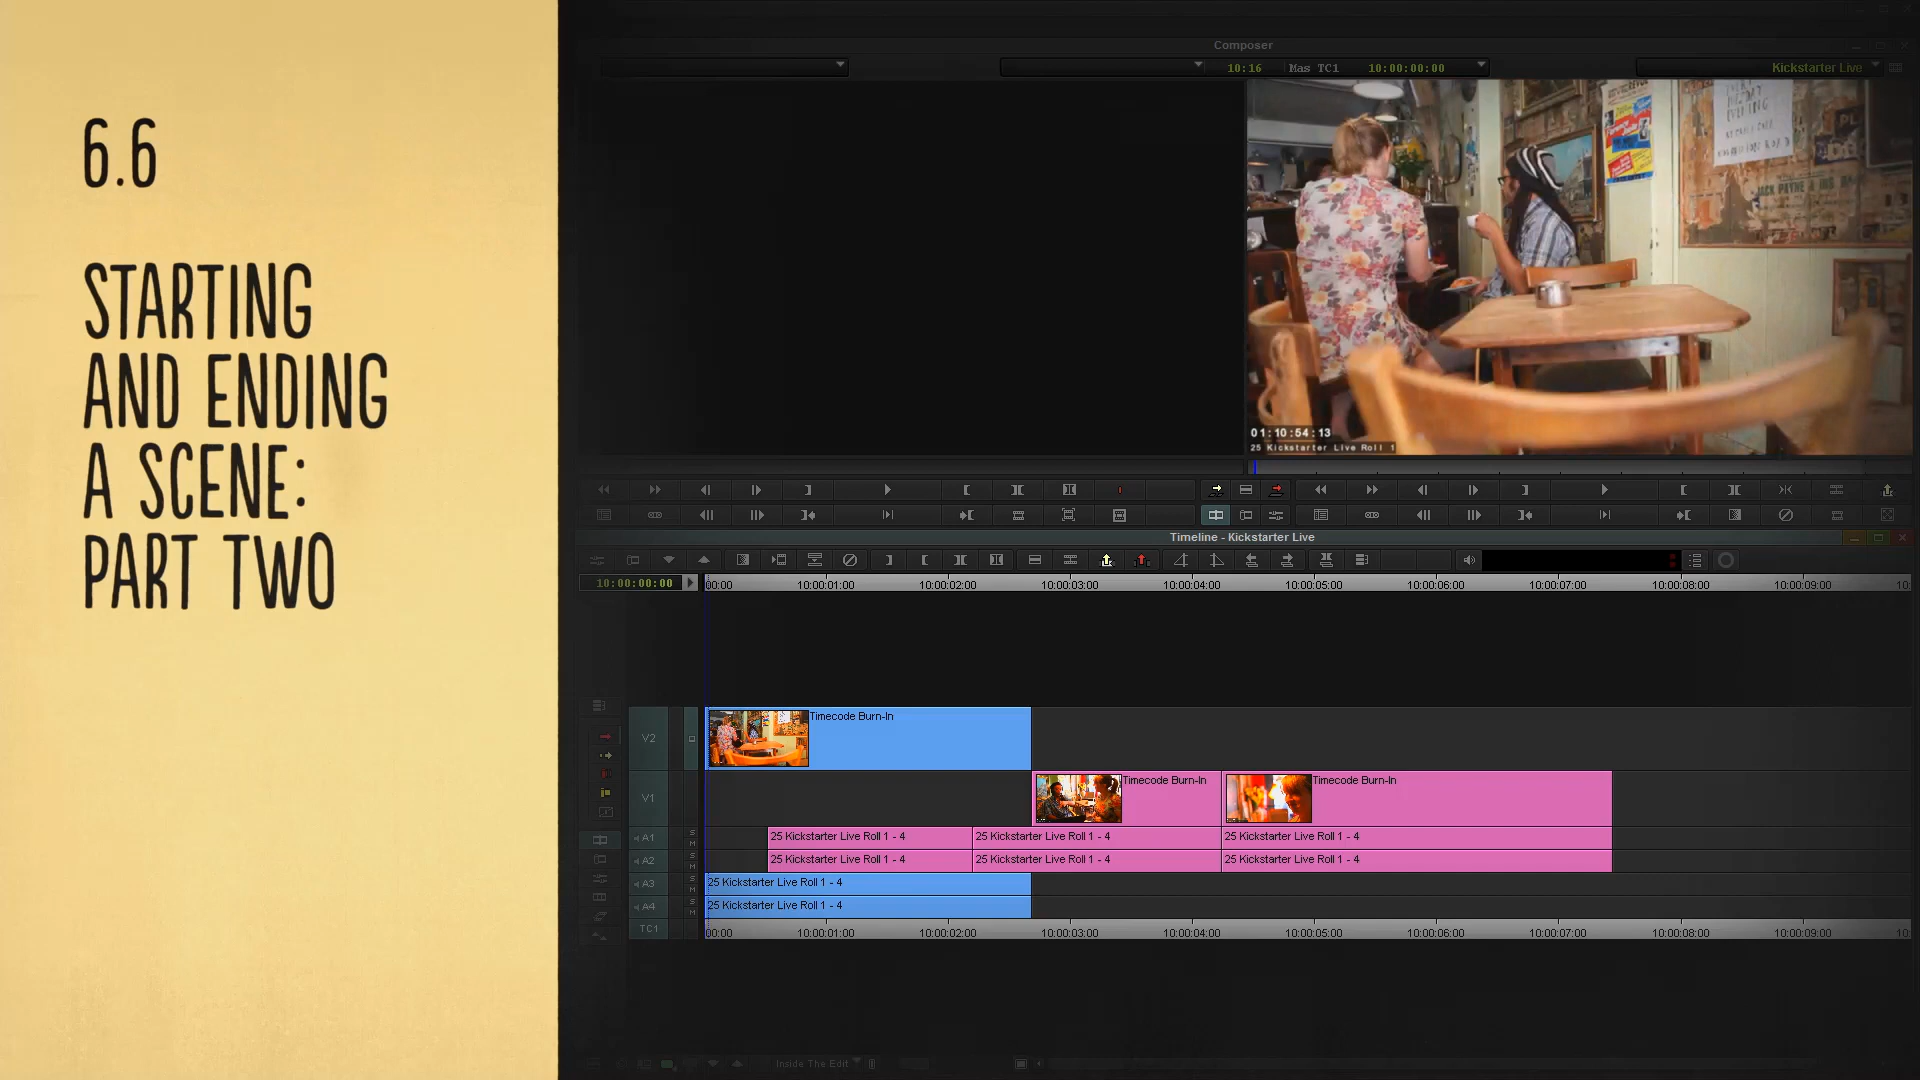 6.6
STARTING
AND ENDING
A SCENE:
PART TWO
Composer
10:16 Mas TC1 10:00:00:00 Kickstarter Live
JACK PAYNE & HIS BA
01:10:54:13
25 Kickstarter Live Roll 1
Timeline - Kickstarter Live
10:00:00:00 00:00 10:00:01:00 10:00:02:00 10:00:03:00 10:00:04:00 10:00:05:00 10:00:06:00 10:00:07:00 10:00:08:00 10:00:09:00 10:
V2 Timecode Burn-In
V1 Timecode Burn-In Timecode Burn-In
A1 S M 25 Kickstarter Live Roll 1 - 4 25 Kickstarter Live Roll 1 - 4 25 Kickstarter Live Roll 1 - 4
A2 S M 25 Kickstarter Live Roll 1 - 4 25 Kickstarter Live Roll 1 - 4 25 Kickstarter Live Roll 1 - 4
A3 S M 25 Kickstarter Live Roll 1 - 4
A4 S M 25 Kickstarter Live Roll 1 - 4
TC1 00:00 10:00:01:00 10:00:02:00 10:00:03:00 10:00:04:00 10:00:05:00 10:00:06:00 10:00:07:00 10:00:08:00 10:00:09:00 10:
Inside The Edit